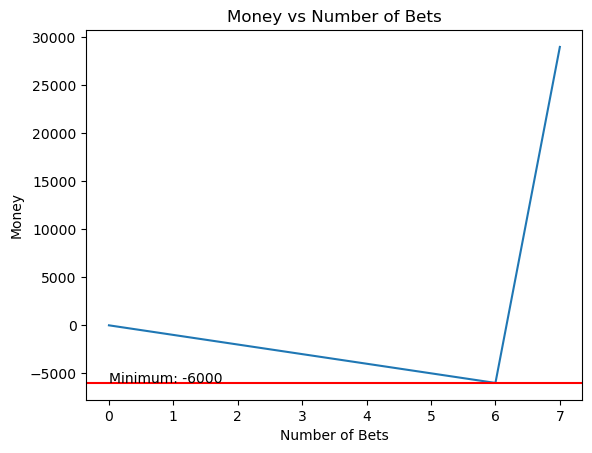 Money vs Number of Bets
30000
25000
20000
15000
10000
5000
0
−5000
Money
Minimum: -6000
0 1 2 3 4 5 6 7
Number of Bets